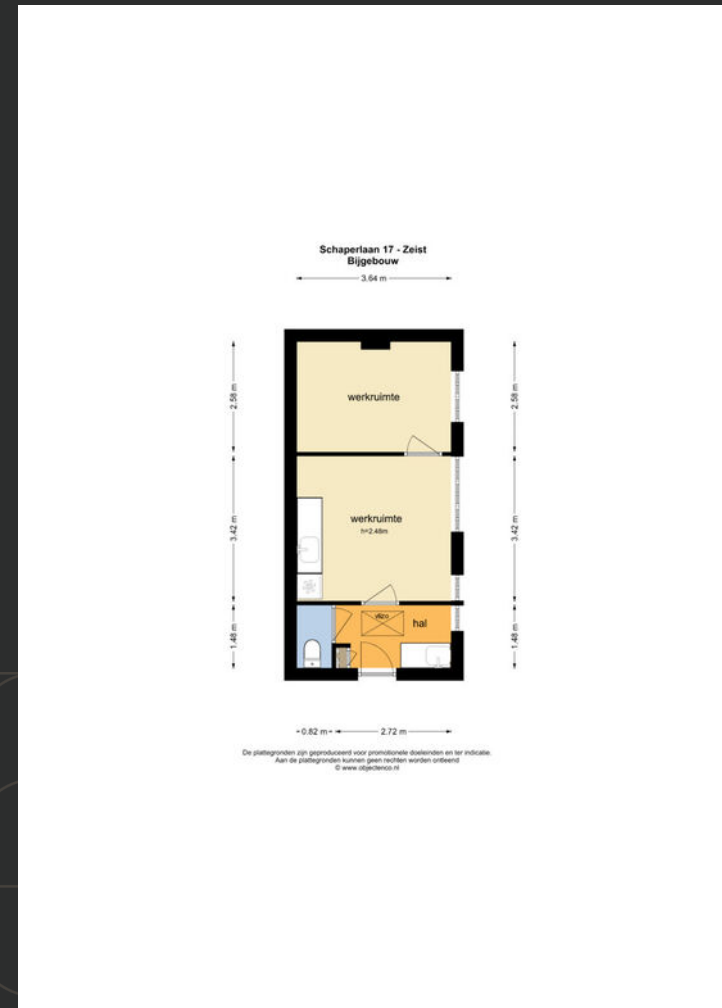 Schaperlaan 17 - Zeist
Bijgebouw
3.64 m
2.58 m
2.58 m
werkruimte
3.42 m
3.42 m
werkruimte
h=2.48m
1.48 m
1.48 m
vlizo
hal
0.82 m
2.72 m
De plattegronden zijn geproduceerd voor promotionele doeleinden en ter indicatie.
Aan de plattegronden kunnen geen rechten worden ontleend
© www.objectenco.nl